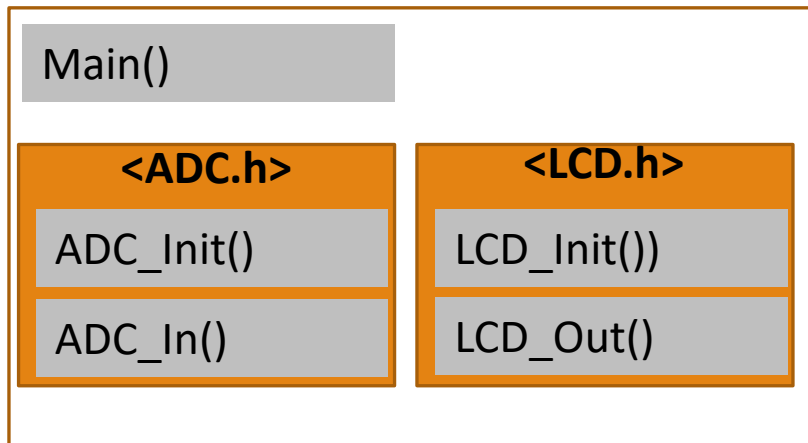 Main()
<ADC.h>
ADC_Init()
ADC_In()
<LCD.h>
LCD_Init())
LCD_Out()